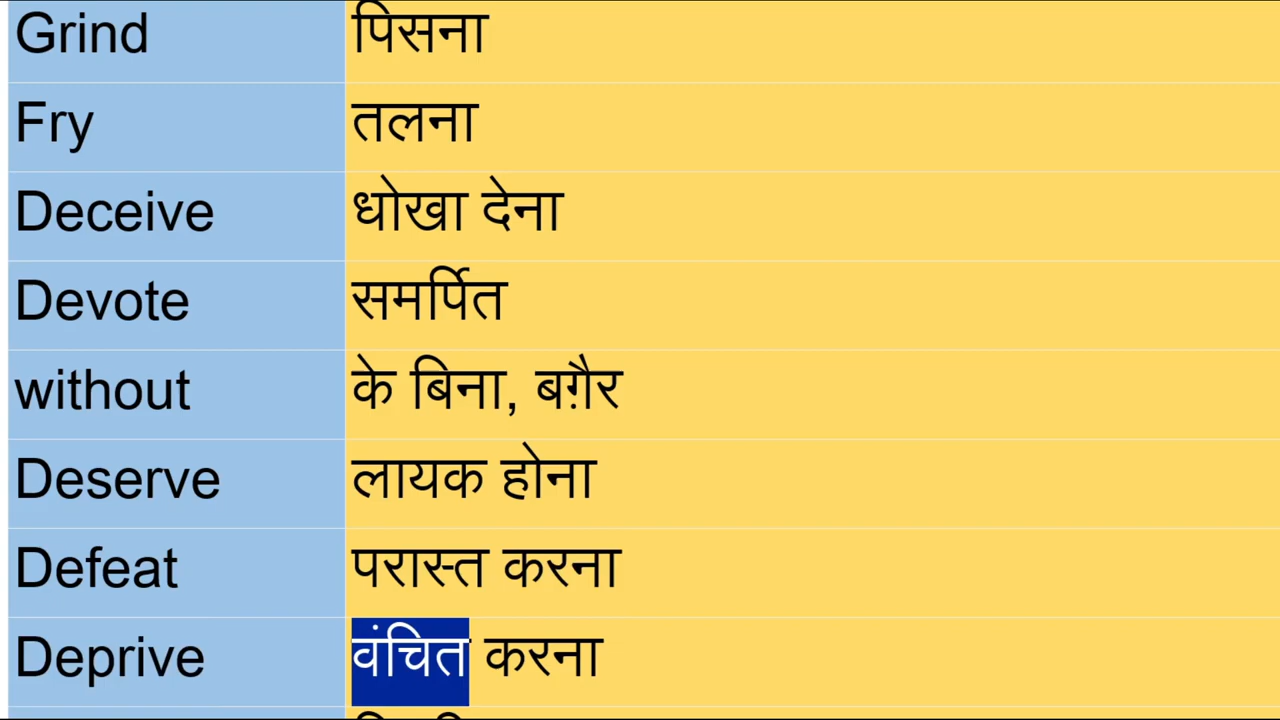 Grind पिसना
Fry तलना
Deceive धोखा देना
Devote समर्पित
without के बिना, बग़ैर
Deserve लायक होना
Defeat परास्त करना
Deprive वंचित करना